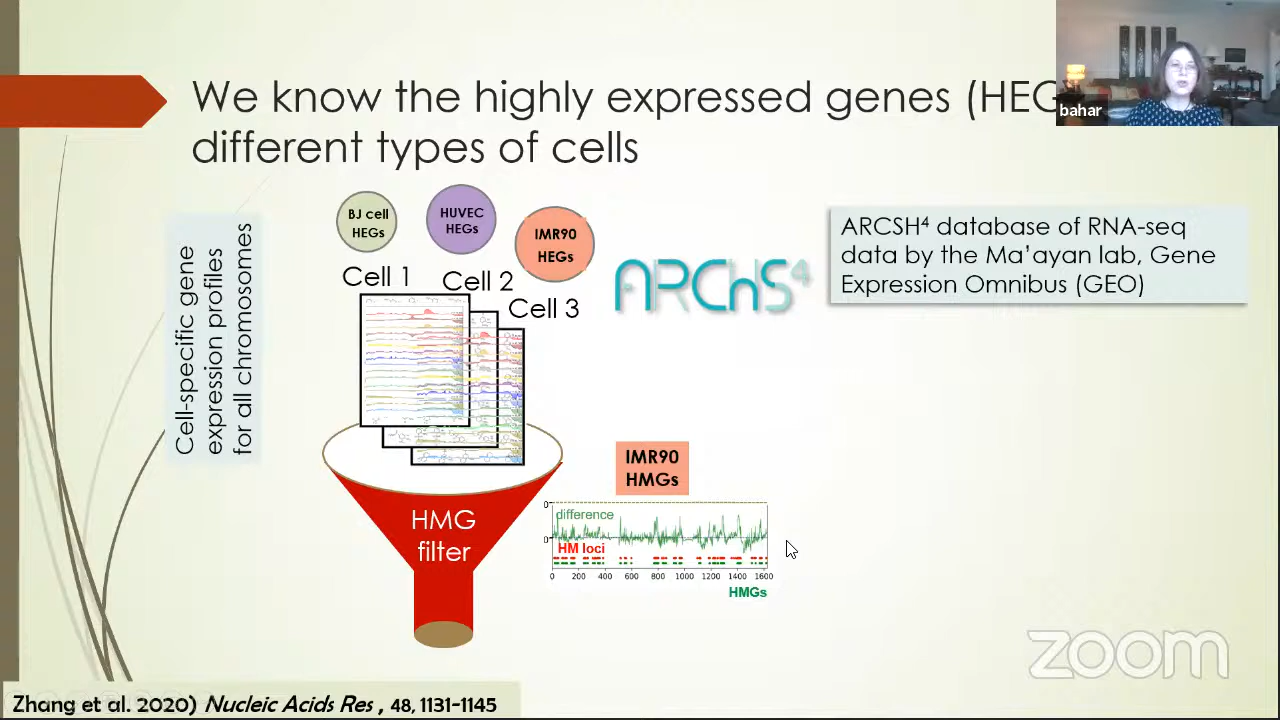 We know the highly expressed genes (HEG
different types of cells
bahar
BJ cell
HEGs
HUVEC
HEGs
IMR90
HEGs
Cell 1
Cell 2
Cell 3
ARCHS4
ARCSH⁴ database of RNA-seq
data by the Ma’ayan lab, Gene
Expression Omnibus (GEO)
Cell-specific gene
expression profiles
for all chromosomes
HMG
filter
IMR90
HMGs
0
difference
0
HM loci
0 200 400 600 800 1000 1200 1400 1600
HMGs
zoom
Zhang et al. 2020) Nucleic Acids Res , 48, 1131-1145